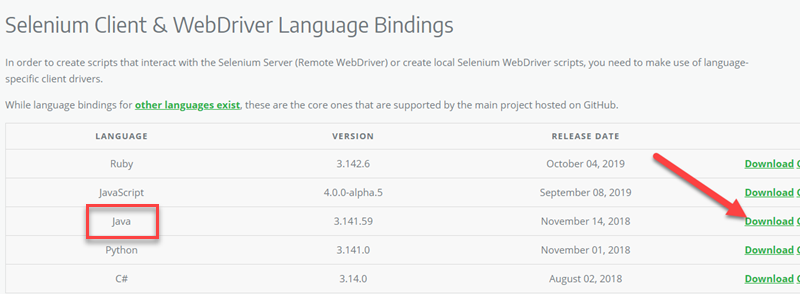 Selenium Client & WebDriver Language Bindings
In order to create scripts that interact with the Selenium Server (Remote WebDriver) or create local Selenium WebDriver scripts, you need to make use of language-
specific client drivers.
While language bindings for other languages exist, these are the core ones that are supported by the main project hosted on GitHub.
LANGUAGE VERSION RELEASE DATE
Ruby 3.142.6 October 04, 2019 Download
JavaScript 4.0.0-alpha.5 September 08, 2019 Download
Java 3.141.59 November 14, 2018 Download
Python 3.141.0 November 01, 2018 Download
C# 3.14.0 August 02, 2018 Download